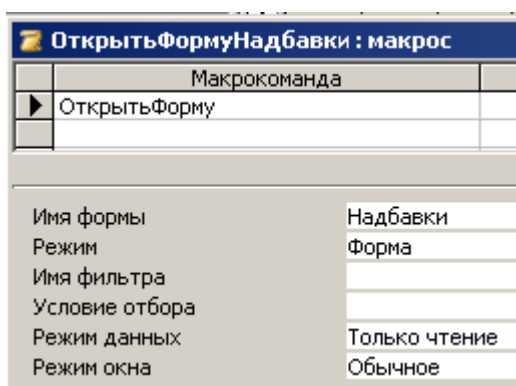 ОткрытьФормуНадбавки : макрос
Макрокоманда
ОткрытьФорму
Имя формы Надбавки
Режим Форма
Имя фильтра
Условие отбора
Режим данных Только чтение
Режим окна Обычное